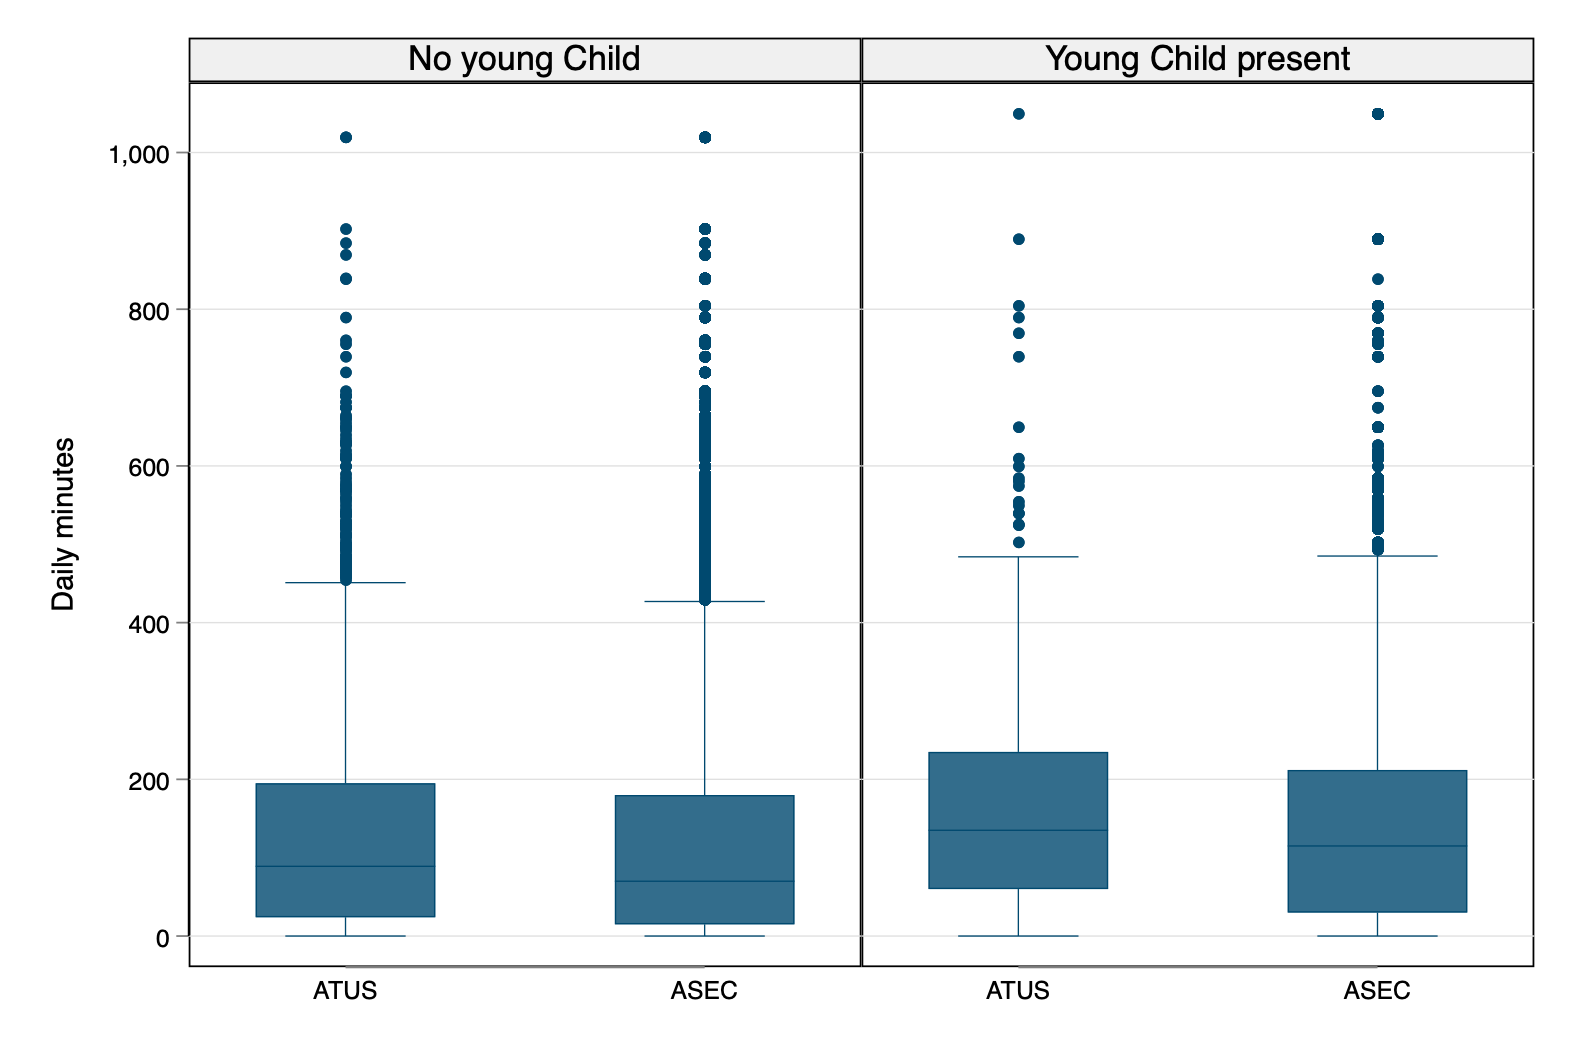 No young Child
Young Child present
Daily minutes
1,000
800
600
400
200
0
ATUS
ASEC
ATUS
ASEC